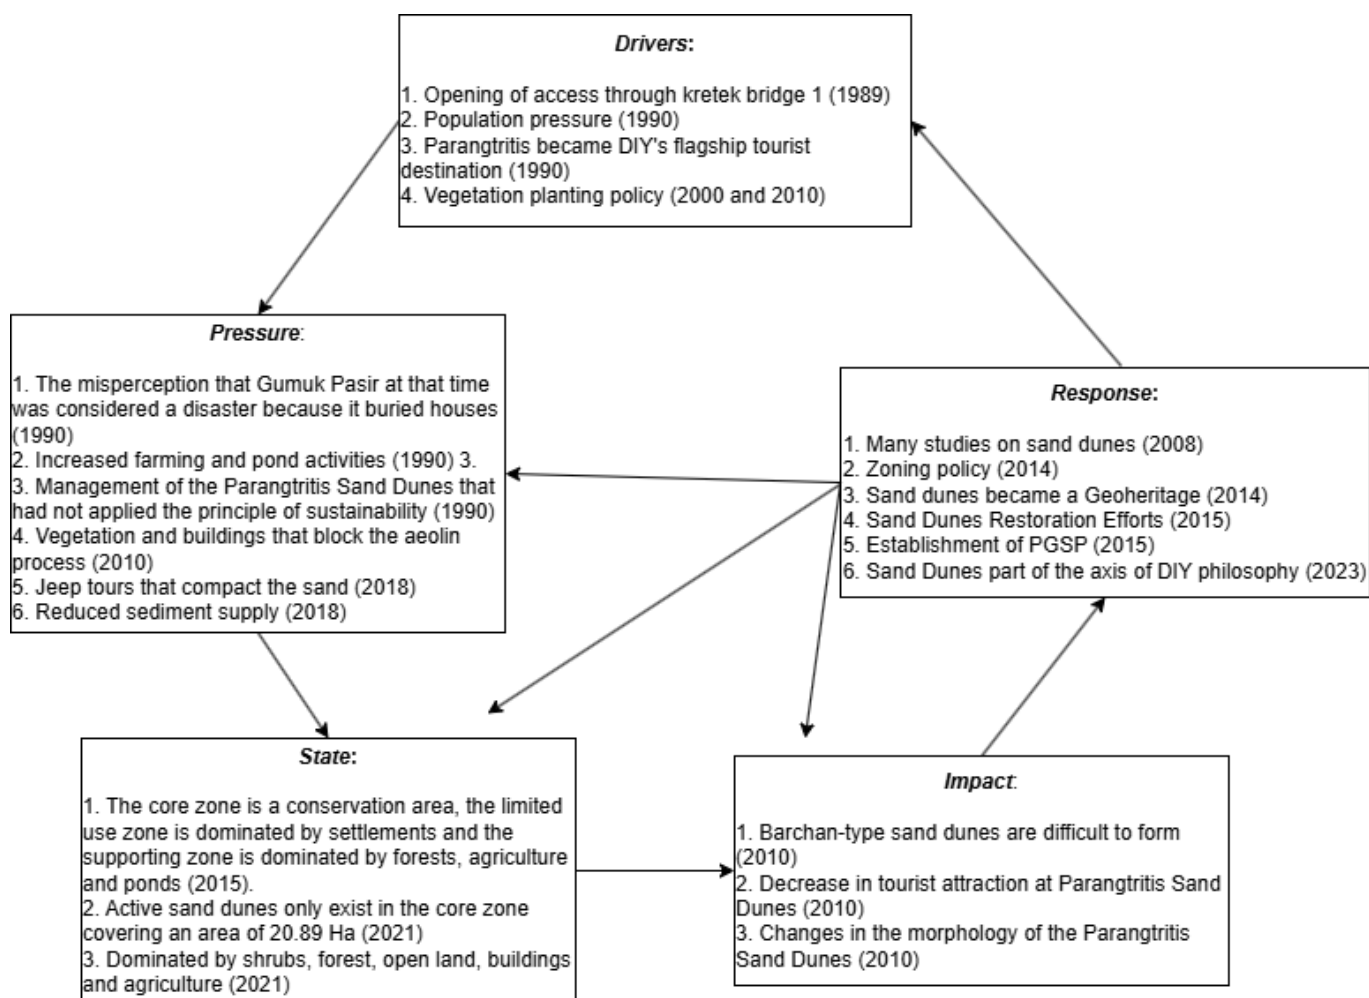 Drivers:
1. Opening of access through kretek bridge 1 (1989)
2. Population pressure (1990)
3. Parangtritis became DIY's flagship tourist
destination (1990)
4. Vegetation planting policy (2000 and 2010)
Pressure:
1. The misperception that Gumuk Pasir at that time
was considered a disaster because it buried houses
(1990)
2. Increased farming and pond activities (1990) 3.
3. Management of the Parangtritis Sand Dunes that
had not applied the principle of sustainability (1990)
4. Vegetation and buildings that block the aeolin
process (2010)
5. Jeep tours that compact the sand (2018)
6. Reduced sediment supply (2018)
Response:
1. Many studies on sand dunes (2008)
2. Zoning policy (2014)
3. Sand dunes became a Geoheritage (2014)
4. Sand Dunes Restoration Efforts (2015)
5. Establishment of PGSP (2015)
6. Sand Dunes part of the axis of DIY philosophy (2023)
State:
1. The core zone is a conservation area, the limited
use zone is dominated by settlements and the
supporting zone is dominated by forests, agriculture
and ponds (2015).
2. Active sand dunes only exist in the core zone
covering an area of 20.89 Ha (2021)
3. Dominated by shrubs, forest, open land, buildings
and agriculture (2021)
Impact:
1. Barchan-type sand dunes are difficult to form
(2010)
2. Decrease in tourist attraction at Parangtritis Sand
Dunes (2010)
3. Changes in the morphology of the Parangtritis
Sand Dunes (2010)